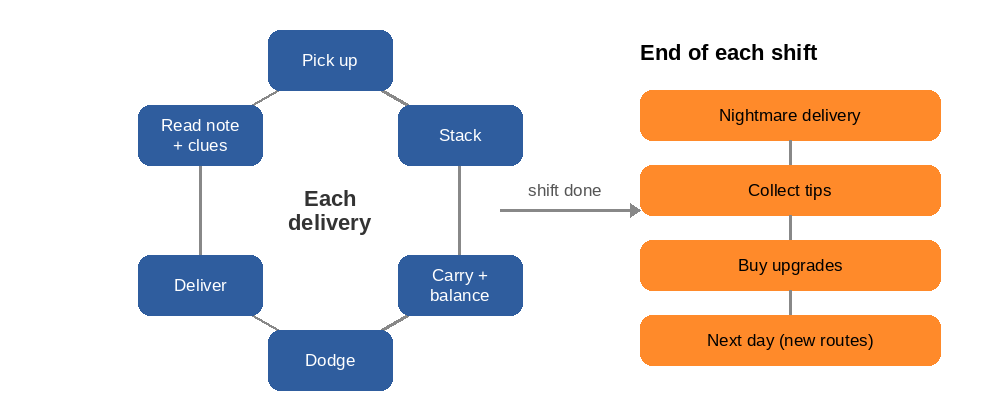 Pick up
Stack
Carry +
balance
Dodge
Deliver
Read note
+ clues
Each
delivery
shift done
End of each shift
Nightmare delivery
Collect tips
Buy upgrades
Next day (new routes)